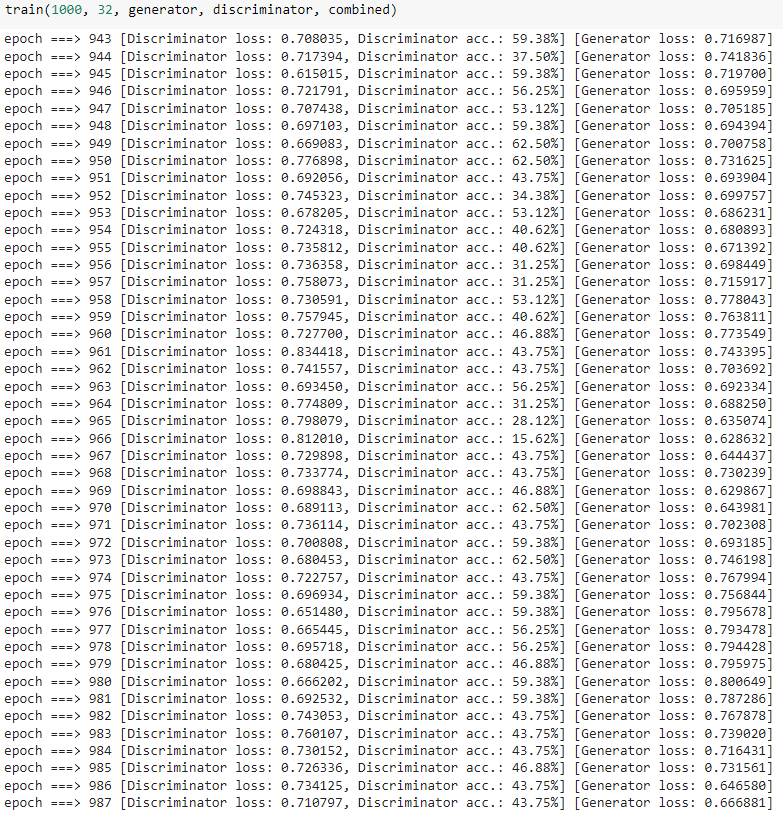 train(1000, 32, generator, discriminator, combined)
epoch ===> 943 [Discriminator loss: 0.708035, Discriminator acc.: 59.38%] [Generator loss: 0.716987]
epoch ===> 944 [Discriminator loss: 0.717394, Discriminator acc.: 37.50%] [Generator loss: 0.741836]
epoch ===> 945 [Discriminator loss: 0.615015, Discriminator acc.: 59.38%] [Generator loss: 0.719700]
epoch ===> 946 [Discriminator loss: 0.721791, Discriminator acc.: 56.25%] [Generator loss: 0.695959]
epoch ===> 947 [Discriminator loss: 0.707438, Discriminator acc.: 53.12%] [Generator loss: 0.705185]
epoch ===> 948 [Discriminator loss: 0.697103, Discriminator acc.: 59.38%] [Generator loss: 0.694394]
epoch ===> 949 [Discriminator loss: 0.669083, Discriminator acc.: 62.50%] [Generator loss: 0.700758]
epoch ===> 950 [Discriminator loss: 0.776898, Discriminator acc.: 62.50%] [Generator loss: 0.731625]
epoch ===> 951 [Discriminator loss: 0.692056, Discriminator acc.: 43.75%] [Generator loss: 0.693904]
epoch ===> 952 [Discriminator loss: 0.745323, Discriminator acc.: 34.38%] [Generator loss: 0.699757]
epoch ===> 953 [Discriminator loss: 0.678205, Discriminator acc.: 53.12%] [Generator loss: 0.686231]
epoch ===> 954 [Discriminator loss: 0.724318, Discriminator acc.: 40.62%] [Generator loss: 0.680893]
epoch ===> 955 [Discriminator loss: 0.735812, Discriminator acc.: 40.62%] [Generator loss: 0.671392]
epoch ===> 956 [Discriminator loss: 0.736358, Discriminator acc.: 31.25%] [Generator loss: 0.698449]
epoch ===> 957 [Discriminator loss: 0.758073, Discriminator acc.: 31.25%] [Generator loss: 0.715917]
epoch ===> 958 [Discriminator loss: 0.730591, Discriminator acc.: 53.12%] [Generator loss: 0.778043]
epoch ===> 959 [Discriminator loss: 0.757945, Discriminator acc.: 40.62%] [Generator loss: 0.763811]
epoch ===> 960 [Discriminator loss: 0.727700, Discriminator acc.: 46.88%] [Generator loss: 0.773549]
epoch ===> 961 [Discriminator loss: 0.834418, Discriminator acc.: 43.75%] [Generator loss: 0.743395]
epoch ===> 962 [Discriminator loss: 0.741557, Discriminator acc.: 43.75%] [Generator loss: 0.703692]
epoch ===> 963 [Discriminator loss: 0.693450, Discriminator acc.: 56.25%] [Generator loss: 0.692334]
epoch ===> 964 [Discriminator loss: 0.774809, Discriminator acc.: 31.25%] [Generator loss: 0.688250]
epoch ===> 965 [Discriminator loss: 0.798079, Discriminator acc.: 28.12%] [Generator loss: 0.635074]
epoch ===> 966 [Discriminator loss: 0.812010, Discriminator acc.: 15.62%] [Generator loss: 0.628632]
epoch ===> 967 [Discriminator loss: 0.729898, Discriminator acc.: 43.75%] [Generator loss: 0.644437]
epoch ===> 968 [Discriminator loss: 0.733774, Discriminator acc.: 43.75%] [Generator loss: 0.730239]
epoch ===> 969 [Discriminator loss: 0.698843, Discriminator acc.: 46.88%] [Generator loss: 0.629867]
epoch ===> 970 [Discriminator loss: 0.689113, Discriminator acc.: 62.50%] [Generator loss: 0.643981]
epoch ===> 971 [Discriminator loss: 0.736114, Discriminator acc.: 43.75%] [Generator loss: 0.702308]
epoch ===> 972 [Discriminator loss: 0.700808, Discriminator acc.: 59.38%] [Generator loss: 0.693185]
epoch ===> 973 [Discriminator loss: 0.680453, Discriminator acc.: 62.50%] [Generator loss: 0.746198]
epoch ===> 974 [Discriminator loss: 0.722757, Discriminator acc.: 43.75%] [Generator loss: 0.767994]
epoch ===> 975 [Discriminator loss: 0.696934, Discriminator acc.: 59.38%] [Generator loss: 0.756844]
epoch ===> 976 [Discriminator loss: 0.651480, Discriminator acc.: 59.38%] [Generator loss: 0.795678]
epoch ===> 977 [Discriminator loss: 0.665445, Discriminator acc.: 56.25%] [Generator loss: 0.793478]
epoch ===> 978 [Discriminator loss: 0.695718, Discriminator acc.: 56.25%] [Generator loss: 0.794428]
epoch ===> 979 [Discriminator loss: 0.680425, Discriminator acc.: 46.88%] [Generator loss: 0.795975]
epoch ===> 980 [Discriminator loss: 0.666202, Discriminator acc.: 59.38%] [Generator loss: 0.800649]
epoch ===> 981 [Discriminator loss: 0.692532, Discriminator acc.: 59.38%] [Generator loss: 0.787286]
epoch ===> 982 [Discriminator loss: 0.743053, Discriminator acc.: 43.75%] [Generator loss: 0.767878]
epoch ===> 983 [Discriminator loss: 0.760107, Discriminator acc.: 43.75%] [Generator loss: 0.739020]
epoch ===> 984 [Discriminator loss: 0.730152, Discriminator acc.: 43.75%] [Generator loss: 0.716431]
epoch ===> 985 [Discriminator loss: 0.726336, Discriminator acc.: 46.88%] [Generator loss: 0.731561]
epoch ===> 986 [Discriminator loss: 0.734125, Discriminator acc.: 43.75%] [Generator loss: 0.646580]
epoch ===> 987 [Discriminator loss: 0.710797, Discriminator acc.: 43.75%] [Generator loss: 0.666881]